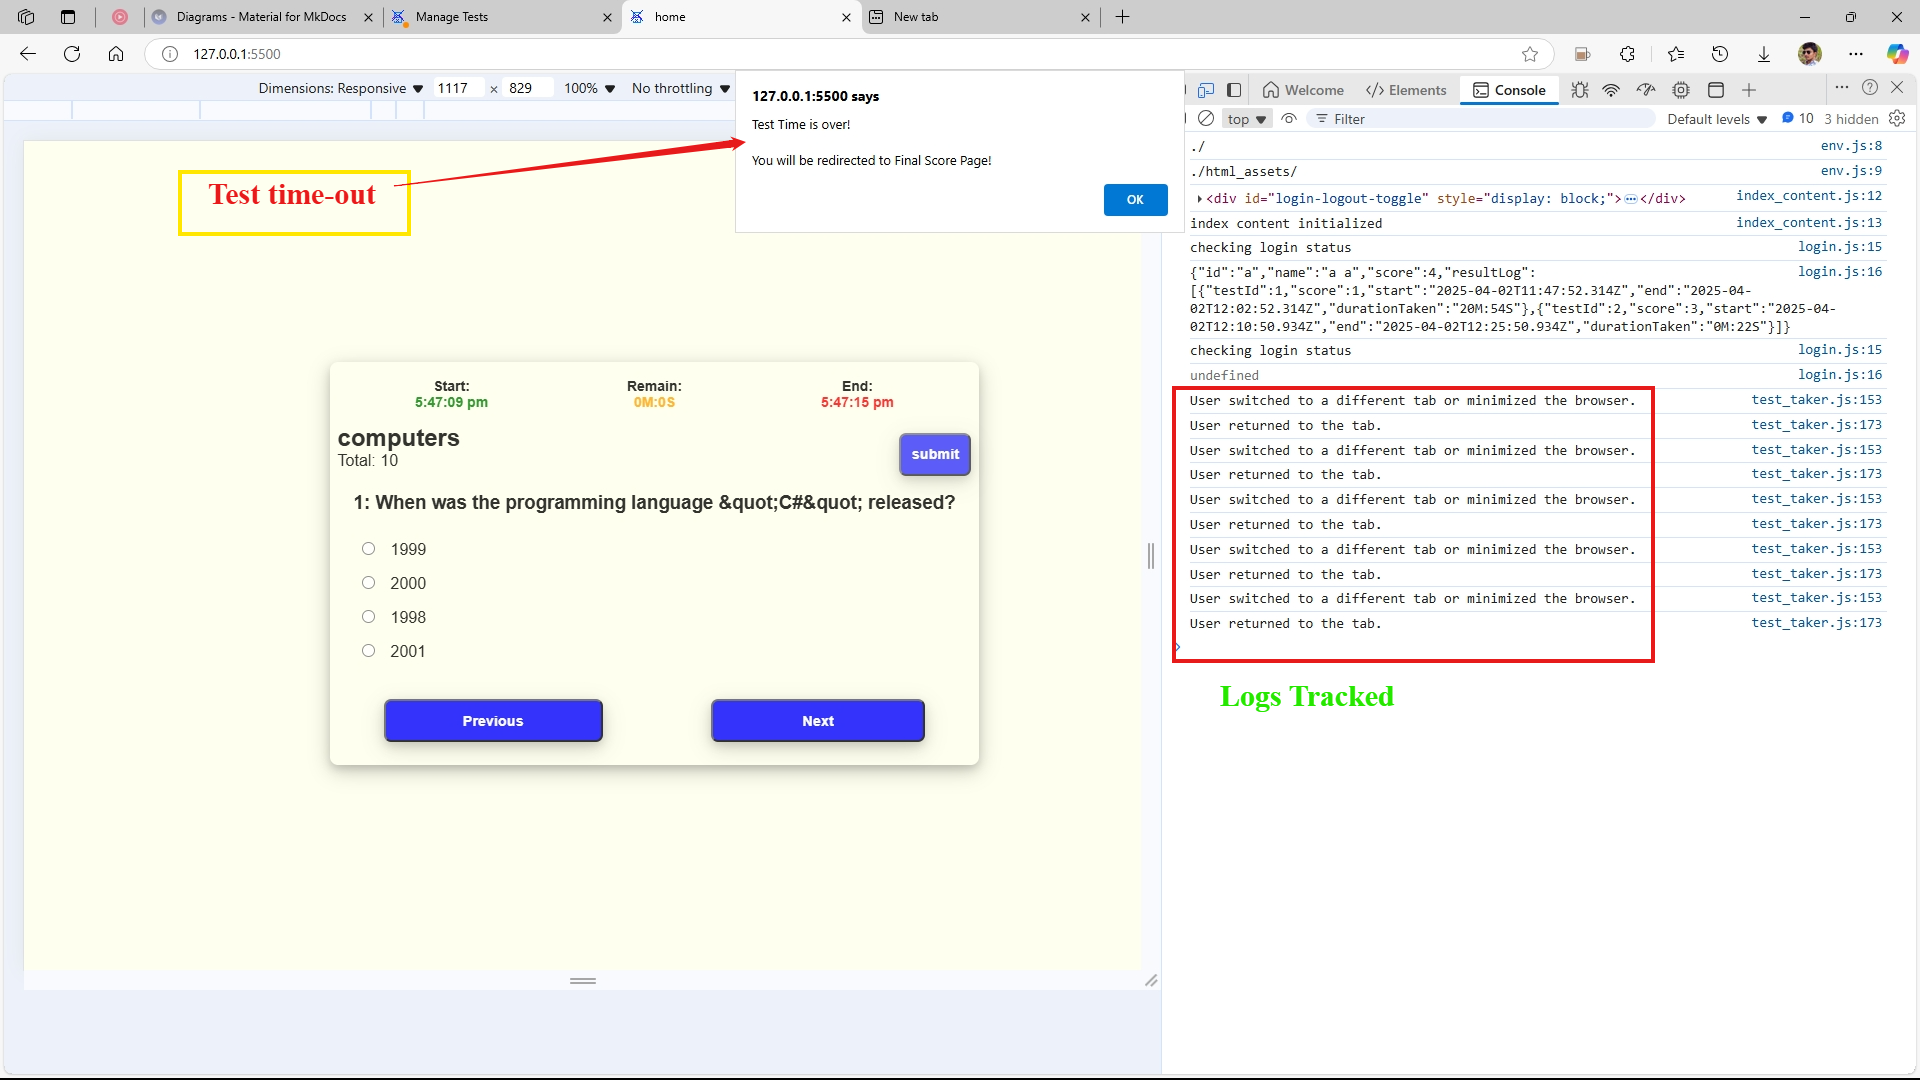 Diagrams - Material for MkDocs
Manage Tests
home
New tab
127.0.0.1:5500
Dimensions: Responsive
1117 x 829
100%
No throttling
127.0.0.1:5500 says
Test Time is over!
You will be redirected to Final Score Page!
OK
Test time-out
Start:
5:47:09 pm
Remain:
0M:0S
End:
5:47:15 pm
computers
Total: 10
submit
1: When was the programming language &quot;C#&quot; released?
1999
2000
1998
2001
Previous
Next
Welcome
</> Elements
Console
top
Filter
Default levels
10
3 hidden
./ env.js:8
./html_assets/ env.js:9
<div id="login-logout-toggle" style="display: block;">⋯</div> index_content.js:12
index content initialized index_content.js:13
checking login status login.js:15
{"id":"a","name":"a a","score":4,"resultLog": login.js:16
[{"testId":1,"score":1,"start":"2025-04-02T11:47:52.314Z","end":"2025-04-
02T12:02:52.314Z","durationTaken":"20M:54S"},{"testId":2,"score":3,"start":"2025-04-
02T12:10:50.934Z","end":"2025-04-02T12:25:50.934Z","durationTaken":"0M:22S"}]}
checking login status login.js:15
undefined login.js:16
User switched to a different tab or minimized the browser. test_taker.js:153
User returned to the tab. test_taker.js:173
User switched to a different tab or minimized the browser. test_taker.js:153
User returned to the tab. test_taker.js:173
User switched to a different tab or minimized the browser. test_taker.js:153
User returned to the tab. test_taker.js:173
User switched to a different tab or minimized the browser. test_taker.js:153
User returned to the tab. test_taker.js:173
User switched to a different tab or minimized the browser. test_taker.js:153
User returned to the tab. test_taker.js:173
Logs Tracked